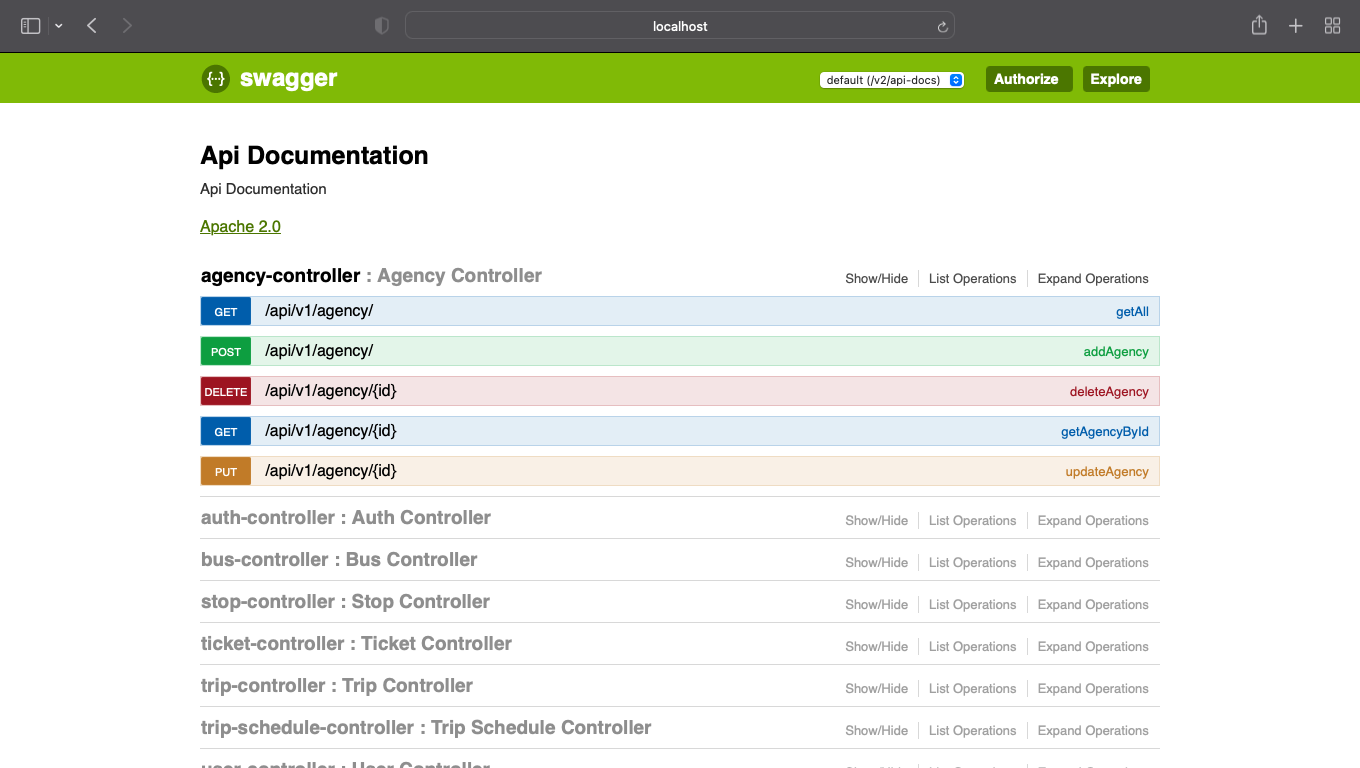 localhost
{···} swagger default (/v2/api-docs) Authorize Explore
Api Documentation
Api Documentation
Apache 2.0
agency-controller : Agency Controller Show/Hide List Operations Expand Operations
GET /api/v1/agency/ getAll
POST /api/v1/agency/ addAgency
DELETE /api/v1/agency/{id} deleteAgency
GET /api/v1/agency/{id} getAgencyById
PUT /api/v1/agency/{id} updateAgency
auth-controller : Auth Controller Show/Hide List Operations Expand Operations
bus-controller : Bus Controller Show/Hide List Operations Expand Operations
stop-controller : Stop Controller Show/Hide List Operations Expand Operations
ticket-controller : Ticket Controller Show/Hide List Operations Expand Operations
trip-controller : Trip Controller Show/Hide List Operations Expand Operations
trip-schedule-controller : Trip Schedule Controller Show/Hide List Operations Expand Operations
user-controller : User Controller